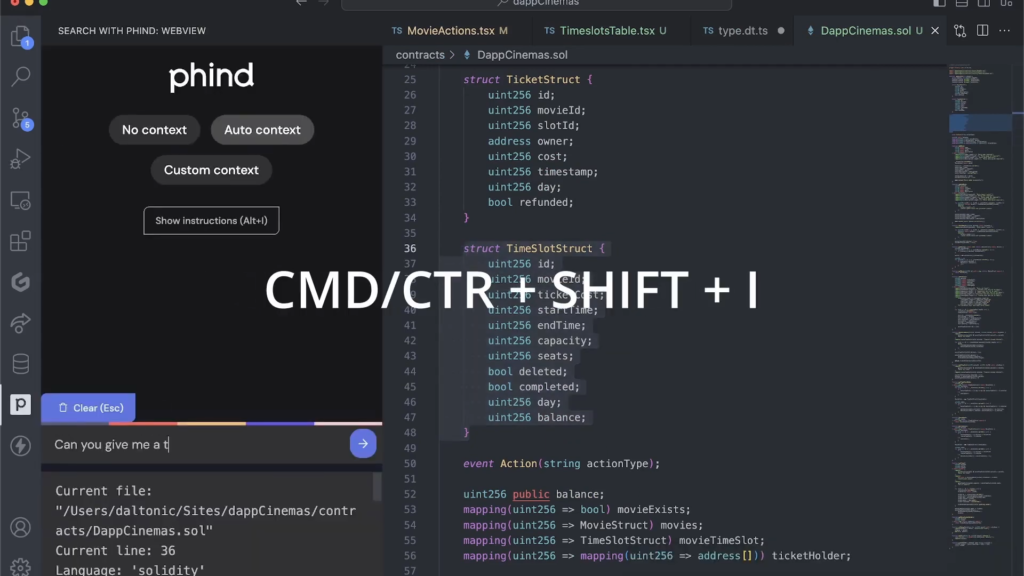 dappCinemas
SEARCH WITH PHIND: WEBVIEW
phind
No context
Auto context
Custom context
Show instructions (Alt+I)
Clear (Esc)
Can you give me a t
Current file:
"/Users/daltonic/Sites/dappCinemas/contr
acts/DappCinemas.sol"
Current line: 36
Language: 'solidity'
1
5
TS MovieActions.tsx M
TS TimeslotsTable.tsx U
TS type.dt.ts
DappCinemas.sol U
contracts > DappCinemas.sol
24
25 struct TicketStruct {
26 uint256 id;
27 uint256 movieId;
28 uint256 slotId;
29 address owner;
30 uint256 cost;
31 uint256 timestamp;
32 uint256 day;
33 bool refunded;
34 }
35
36 struct TimeSlotStruct {
37 uint256 id;
uint256 movieId;
uint256 ticketCost;
40 uint256 startTime;
41 uint256 endTime;
42 uint256 capacity;
43 uint256 seats;
44 bool deleted;
45 bool completed;
46 uint256 day;
47 uint256 balance;
48 }
49
50 event Action(string actionType);
51
52 uint256 public balance;
53 mapping(uint256 => bool) movieExists;
54 mapping(uint256 => MovieStruct) movies;
55 mapping(uint256 => TimeSlotStruct) movieTimeSlot;
56 mapping(uint256 => mapping(uint256 => address[])) ticketHolder;
57
CMD/CTR + SHIFT + I